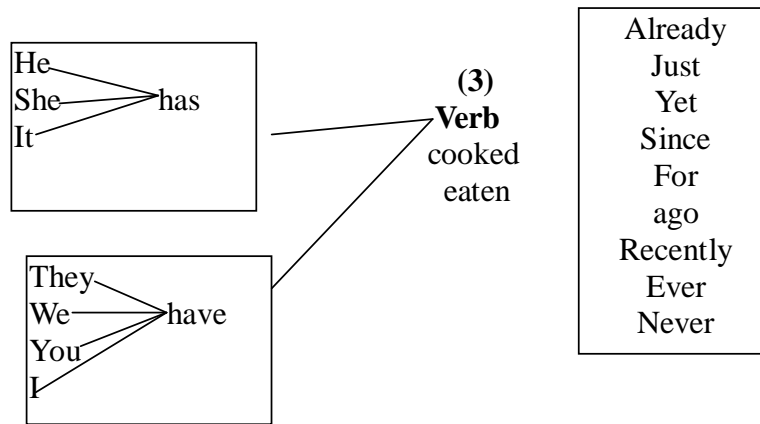 He
She
It
has
They
We
You
I
have
(3)
Verb
cooked
eaten
Already
Just
Yet
Since
For
ago
Recently
Ever
Never